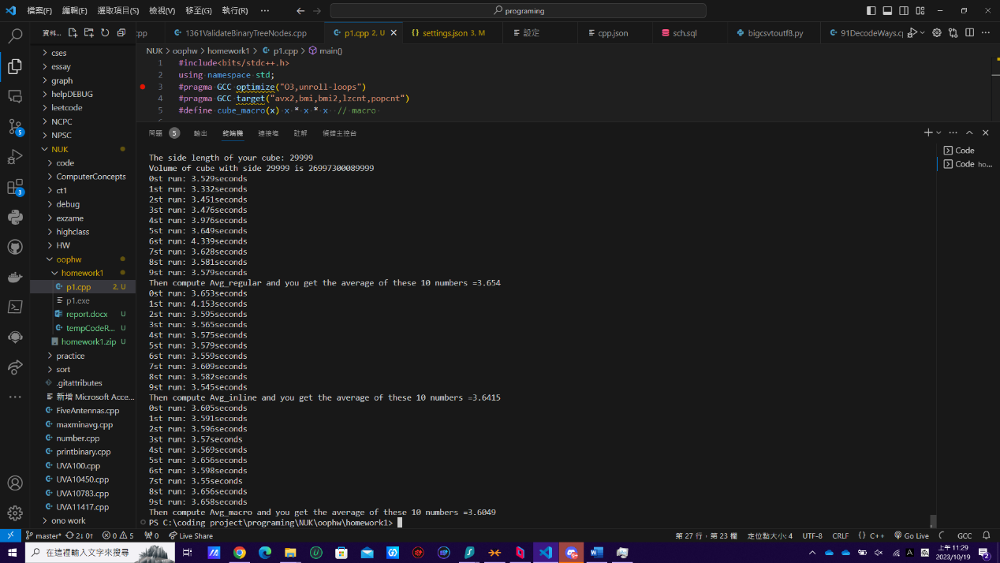 檔案(F) 編輯(E) 選取項目(S) 檢視(V) 移至(G) 執行(R) ··· programing
資料... cpp 1361ValidateBinaryTreeNodes.cpp p1.cpp 2, U settings.json 3, M 設定 cpp.json sch.sql bigcsvtoutf8.py 91DecodeWays.c
NUK > oophw > homework1 > p1.cpp > main()
1 #include<bits/stdc++.h>
2 using namespace std;
3 #pragma GCC optimize("O3,unroll-loops")
4 #pragma GCC target("avx2,bmi,bmi2,lzcnt,popcnt")
5 #define cube_macro(x) x * x * x // macro
cses
essay
graph
helpDEBUG
leetcode
NCPC
NPSC
NUK
code
ComputerConcepts
ct1
debug
exzame
highclass
HW
oophw
homework1
p1.cpp 2, U
p1.exe
report.docx U
tempCodeR... U
homework1.zip U
practice
sort
.gitattributes
新增 Microsoft Acce...
FiveAntennas.cpp
maxminavg.cpp
number.cpp
printbinary.cpp
UVA100.cpp
UVA10450.cpp
UVA10783.cpp
UVA11417.cpp
ono work
5
3
問題 5 輸出 終端機 連接埠 註解 偵錯主控台
Code
Code ho...
The side length of your cube: 29999
Volume of cube with side 29999 is 26997300089999
0st run: 3.529seconds
1st run: 3.332seconds
2st run: 3.451seconds
3st run: 3.476seconds
4st run: 3.976seconds
5st run: 3.649seconds
6st run: 4.339seconds
7st run: 3.628seconds
8st run: 3.581seconds
9st run: 3.579seconds
Then compute Avg_regular and you get the average of these 10 numbers =3.654
0st run: 3.653seconds
1st run: 4.153seconds
2st run: 3.595seconds
3st run: 3.565seconds
4st run: 3.575seconds
5st run: 3.579seconds
6st run: 3.559seconds
7st run: 3.609seconds
8st run: 3.582seconds
9st run: 3.545seconds
Then compute Avg_inline and you get the average of these 10 numbers =3.6415
0st run: 3.605seconds
1st run: 3.591seconds
2st run: 3.596seconds
3st run: 3.57seconds
4st run: 3.569seconds
5st run: 3.656seconds
6st run: 3.598seconds
7st run: 3.55seconds
8st run: 3.656seconds
9st run: 3.658seconds
Then compute Avg_macro and you get the average of these 10 numbers =3.6049
PS C:\coding project\programing\NUK\oophw\homework1>
master* 2↓ 0↑ 0 5 0 Live Share 第 27 行，第 23 欄 定位點大小: 4 UTF-8 CRLF {} C++ Go Live GCC
在這裡輸入文字來搜尋 上午 11:29
2023/10/19 2